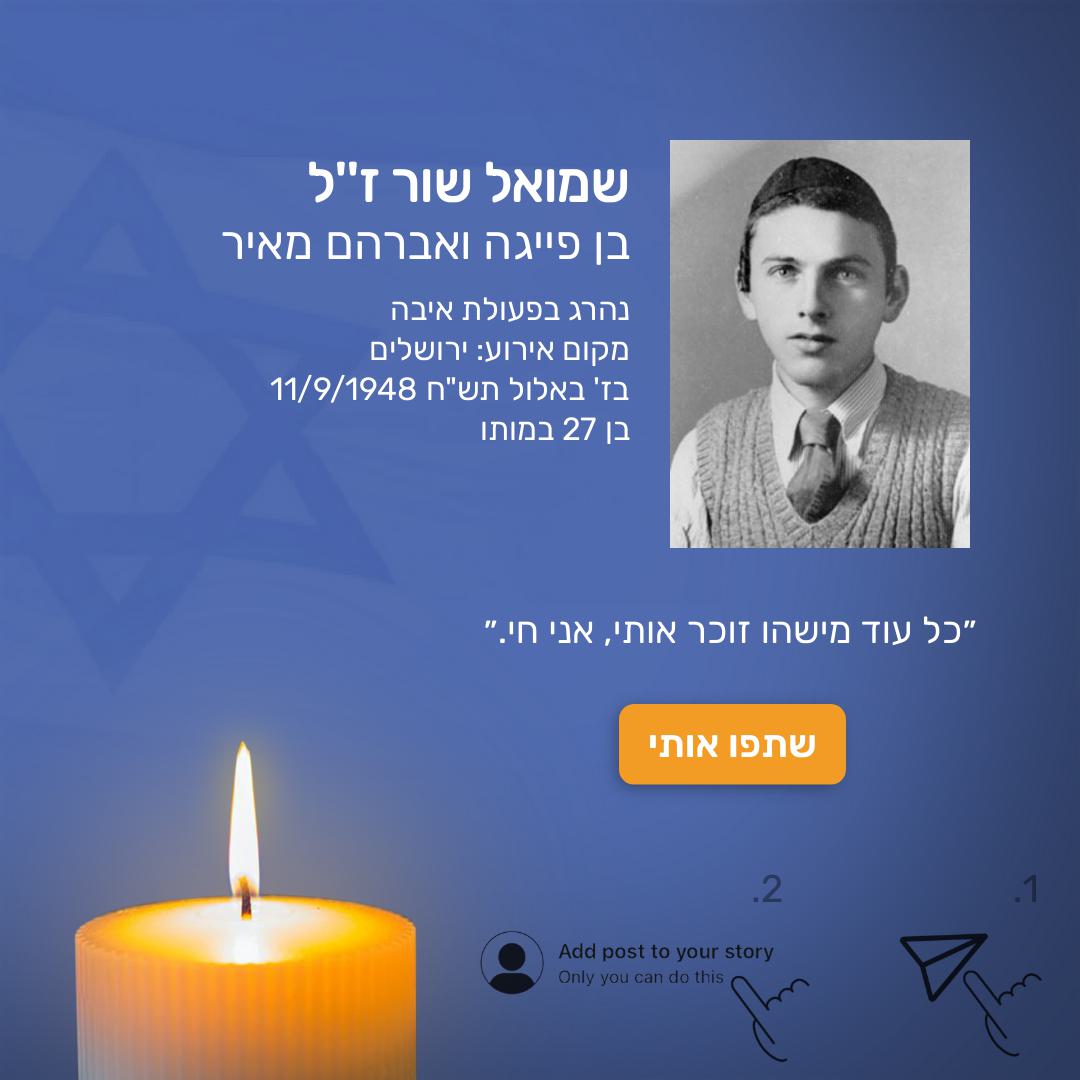 שמואל שור ז"ל
בן פייגה ואברהם מאיר
נהרג בפעולת איבה
מקום אירוע: ירושלים
בז' באלול תש"ח 11/9/1948
בן 27 במותו
״כל עוד מישהו זוכר אותי, אני חי.״
שתפו אותי
1.
2.
Add post to your story
Only you can do this